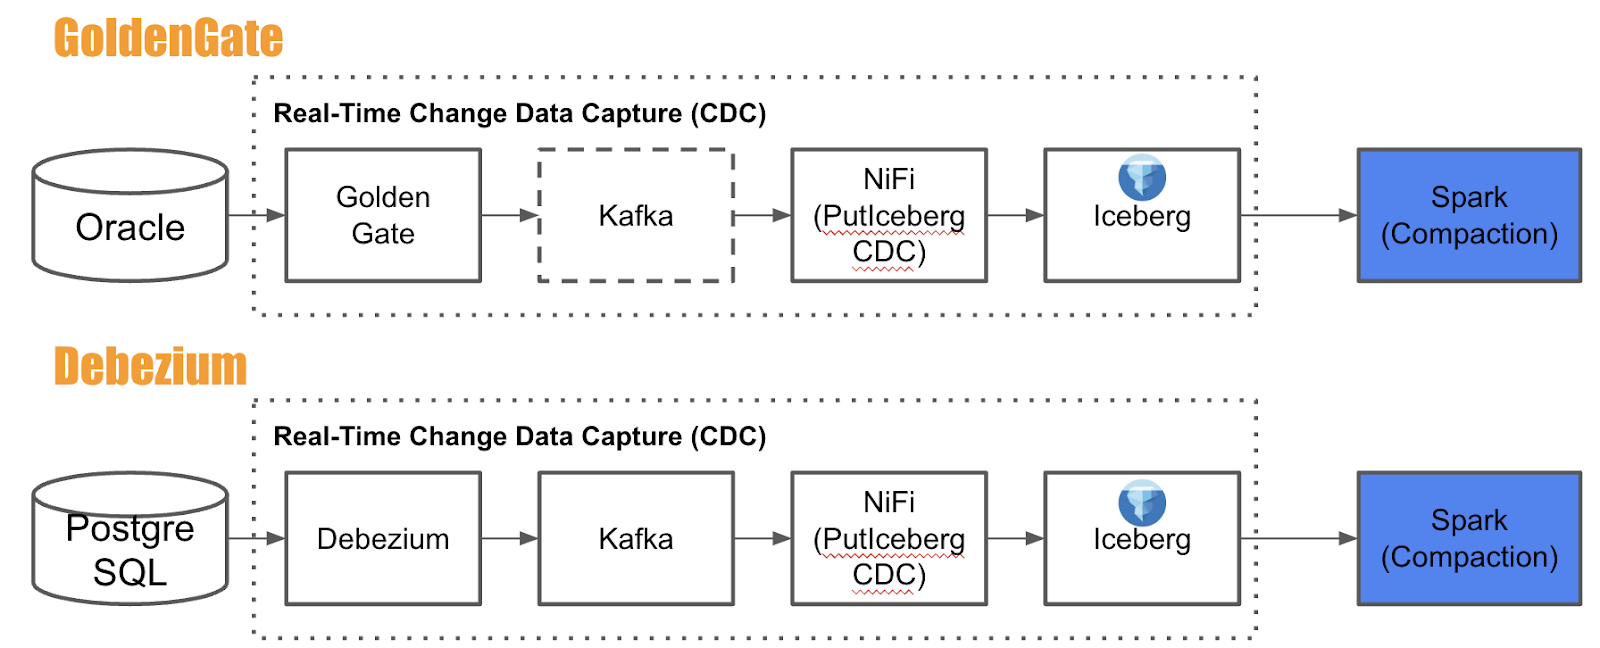 GoldenGate
Real-Time Change Data Capture (CDC)
Oracle
Golden
Gate
Kafka
NiFi
(PutIceberg
CDC)
Iceberg
Spark
(Compaction)
Debezium
Real-Time Change Data Capture (CDC)
Postgre
SQL
Debezium
Kafka
NiFi
(PutIceberg
CDC)
Iceberg
Spark
(Compaction)